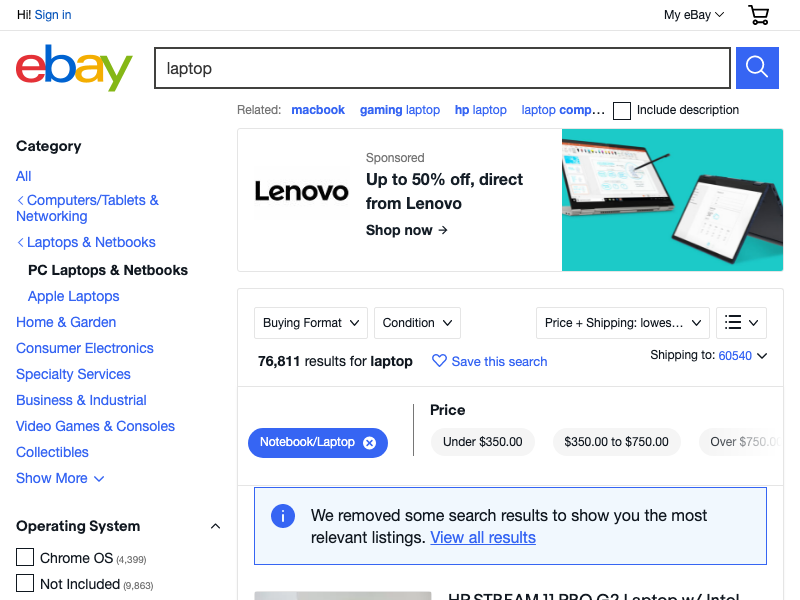 Hi! Sign in
My eBay
ebay
laptop
Related: macbook gaming laptop hp laptop laptop comp... Include description
Category
All
Computers/Tablets &
Networking
Laptops & Netbooks
PC Laptops & Netbooks
Apple Laptops
Home & Garden
Consumer Electronics
Specialty Services
Business & Industrial
Video Games & Consoles
Collectibles
Show More
Operating System
Chrome OS (4,399)
Not Included (9,863)
Lenovo
Sponsored
Up to 50% off, direct
from Lenovo
Shop now →
Buying Format
Condition
Price + Shipping: lowes...
76,811 results for laptop
Save this search
Shipping to: 60540
Notebook/Laptop
Price
Under $350.00
$350.00 to $750.00
Over $750.0
We removed some search results to show you the most
relevant listings. View all results
HP STREAM 11 PRO G2 Laptop w/ Intel